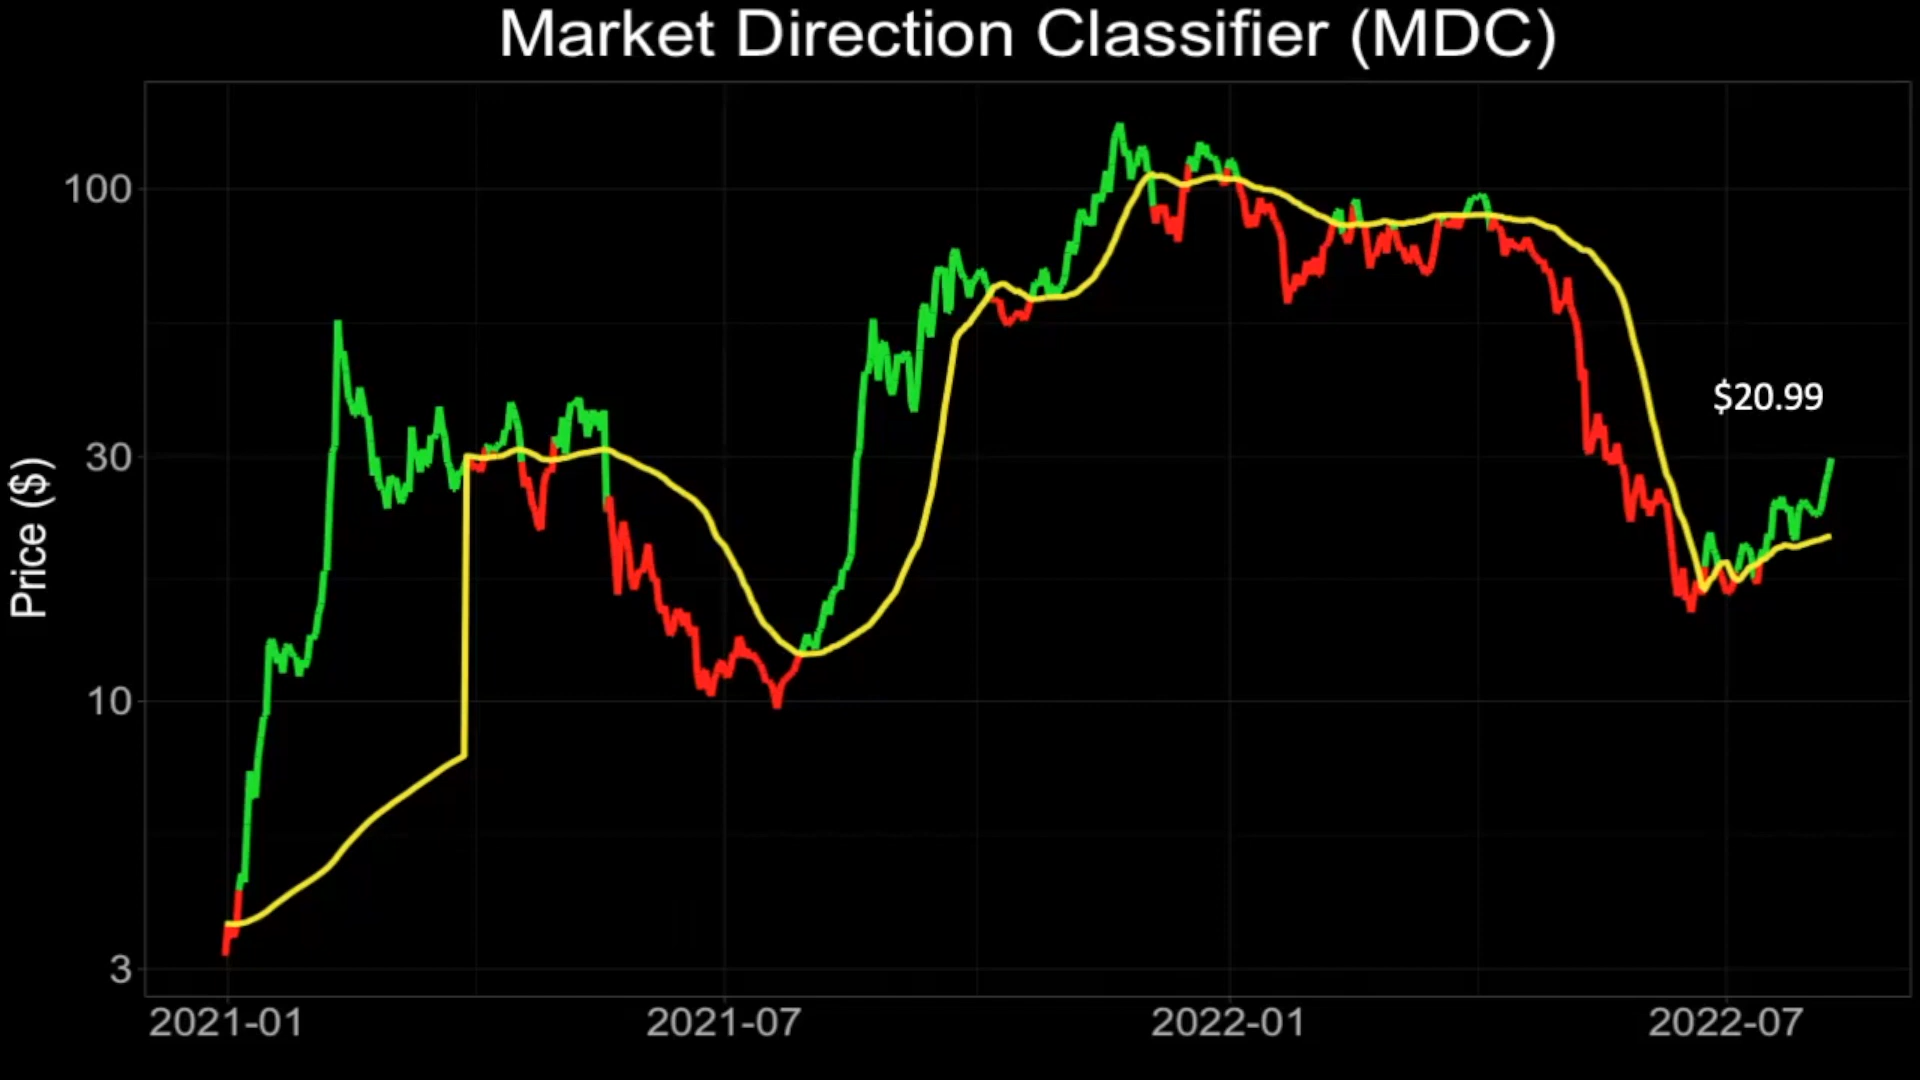 Market Direction Classifier (MDC)
100
30
10
3
Price ($)
$20.99
2021-01 2021-07 2022-01 2022-07